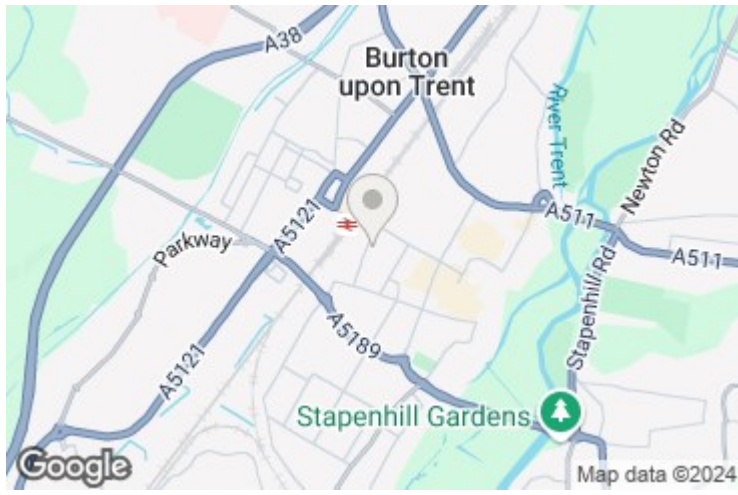 A38
Burton
upon Trent
River Trent
Newton Rd
A5121
A511
A511
Parkway
Stapenhill Rd
A5189
A5121
Stapenhill Gardens
Google
Map data ©2024